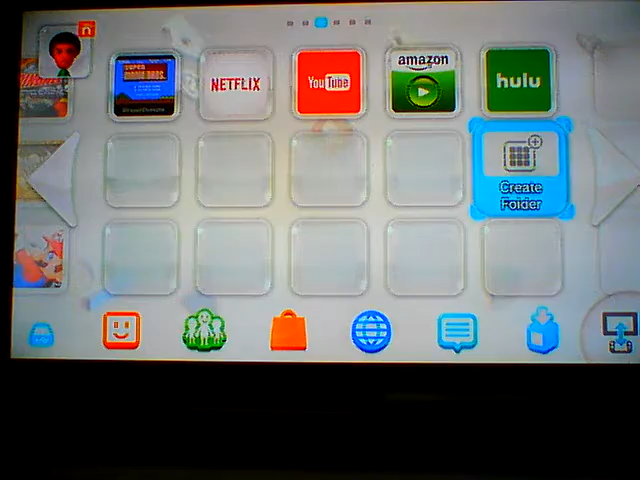 n
SUPER
MARIO BROS.
NETFLIX
YouTube
amazon
hulu
Create
Folder